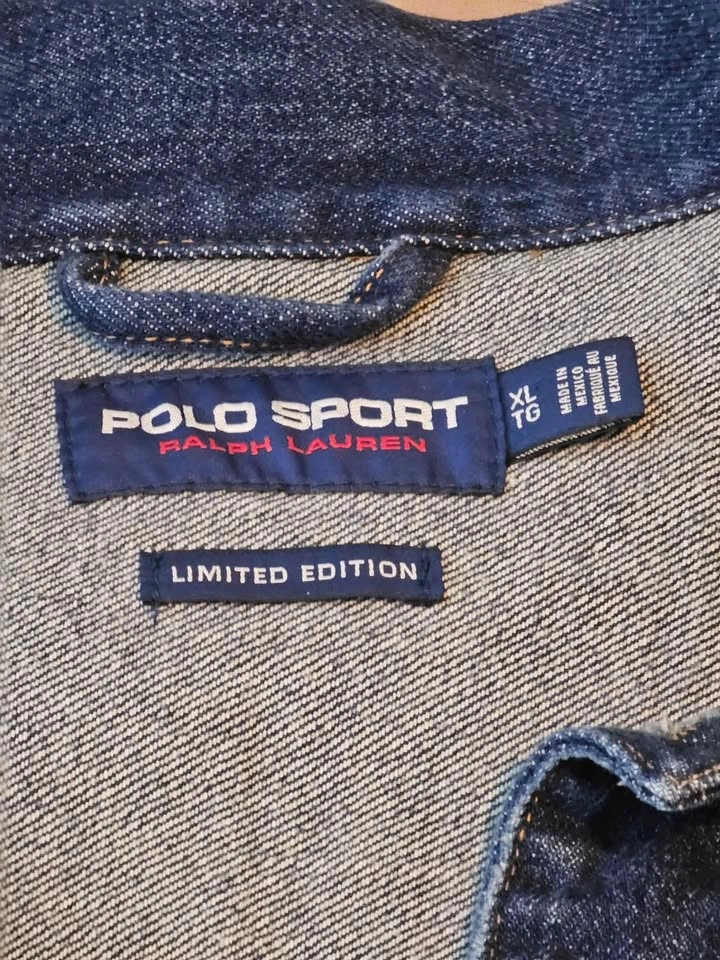 POLO SPORT
RALPH LAUREN
XL
TG
MADE IN
MEXICO
FABRIQUÉ AU
MEXIQUE
LIMITED EDITION